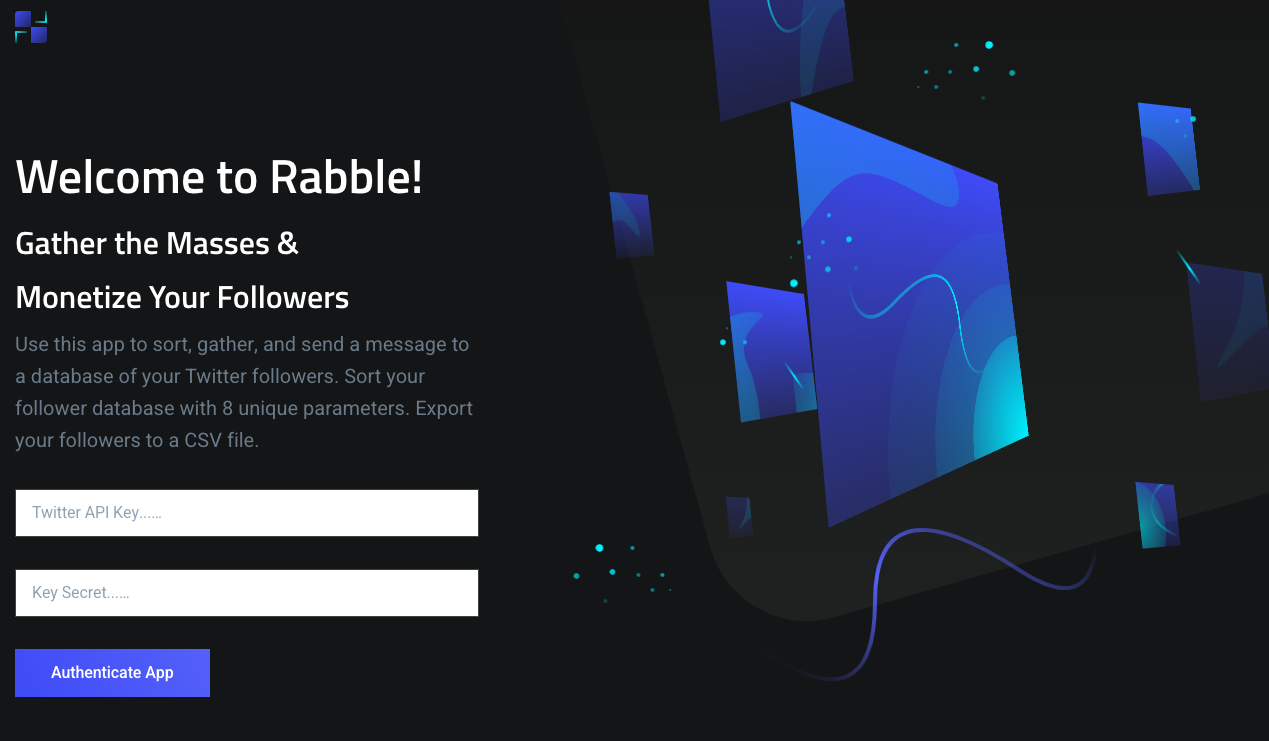 Welcome to Rabble!
Gather the Masses &
Monetize Your Followers
Use this app to sort, gather, and send a message to
a database of your Twitter followers. Sort your
follower database with 8 unique parameters. Export
your followers to a CSV file.
Twitter API Key......
Key Secret......
Authenticate App